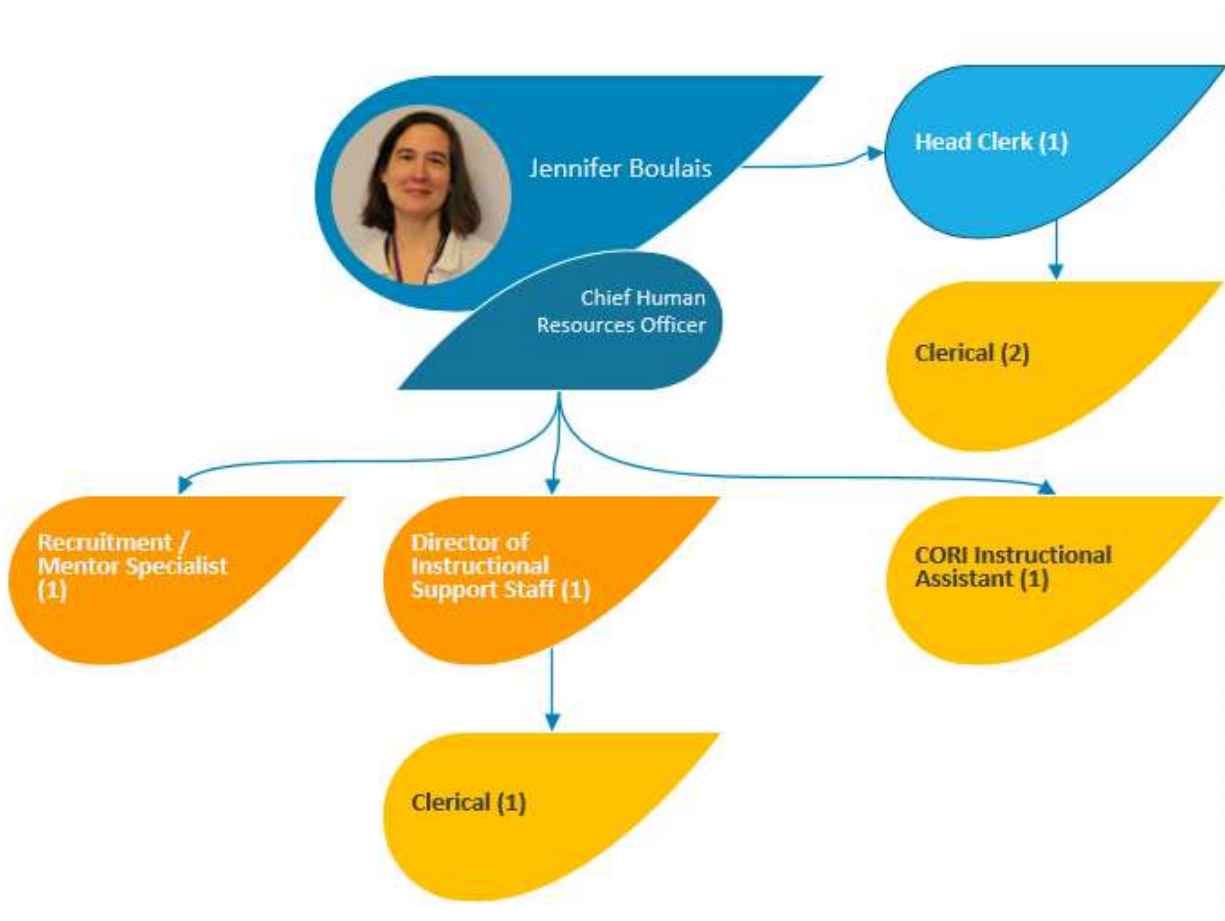 Jennifer Boulais
Head Clerk (1)
Chief Human
Resources Officer
Clerical (2)
Recruitment /
Mentor Specialist
(1)
Director of
Instructional
Support Staff (1)
CORI Instructional
Assistant (1)
Clerical (1)